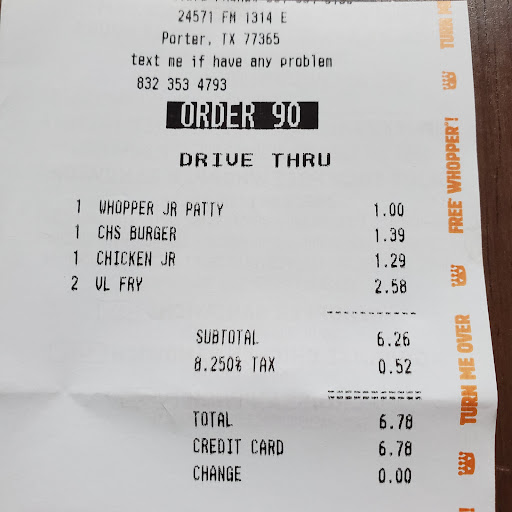 24571 FM 1314 E
Porter, TX 77365
text me if have any problem
832 353 4793
ORDER 90
DRIVE THRU
1 WHOPPER JR PATTY 1.00
1 CHS BURGER 1.39
1 CHICKEN JR 1.29
2 VL FRY 2.58
SUBTOTAL 6.26
8.250% TAX 0.52
TOTAL 6.78
CREDIT CARD 6.78
CHANGE 0.00
TURN ME
FREE WHOPPER®!
TURN ME OVER